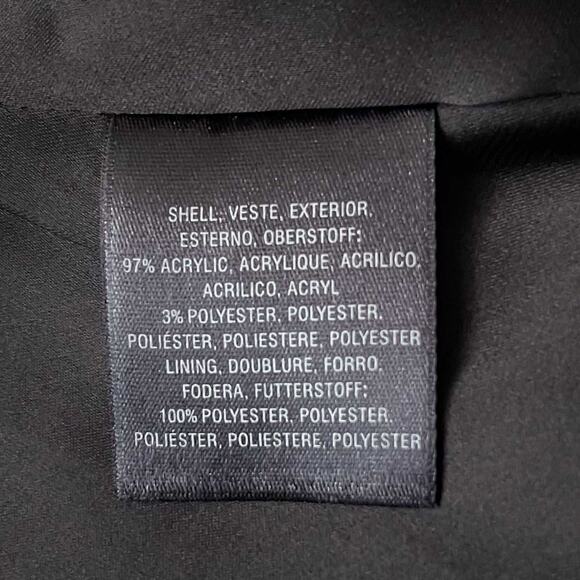 SHELL, VESTE, EXTERIOR,
ESTERNO, OBERSTOFF:
97% ACRYLIC, ACRYLIQUE, ACRILICO,
ACRILICO, ACRYL
3% POLYESTER, POLYESTER,
POLIÉSTER, POLIESTERE, POLYESTER
LINING, DOUBLURE, FORRO,
FODERA, FUTTERSTOFF:
100% POLYESTER, POLYESTER,
POLIÉSTER, POLIESTERE, POLYESTER